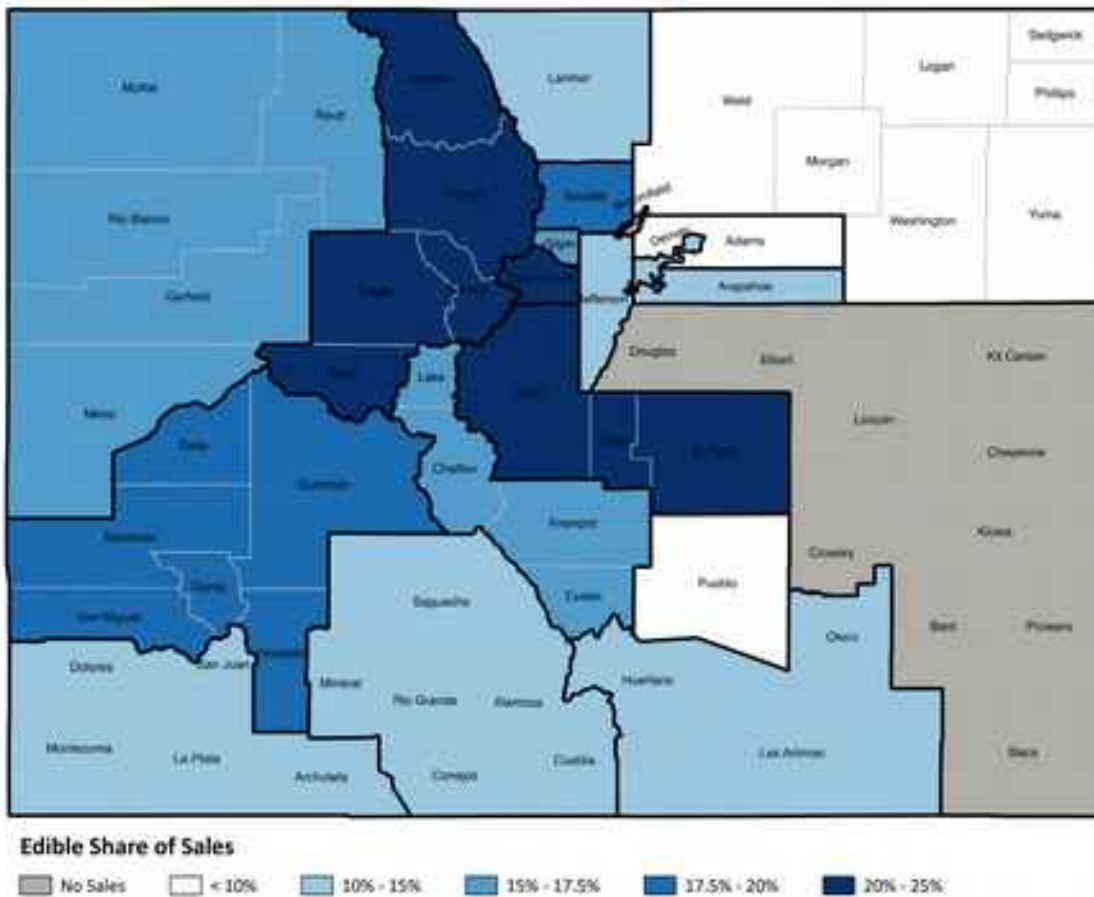 Sedgwick
Logan
Larimer
Moffat
Weld
Phillips
Routt
Morgan
Boulder
Rio Blanco
Washington
Yuma
Gilpin
Denver
Adams
Garfield
Eagle
Arapahoe
Jefferson
Douglas
Elbert
Kit Carson
Lake
Mesa
Lincoln
Delta
Cheyenne
Chaffee
Gunnison
Fremont
Montrose
Kiowa
Crowley
Pueblo
Ouray
Custer
Saguache
San Miguel
Bent
Prowers
Otero
Dolores
San Juan
Mineral
Huerfano
Rio Grande
Alamosa
Montezuma
La Plata
Las Animas
Baca
Archuleta
Conejos
Costilla
Edible Share of Sales
No Sales
< 10%
10% - 15%
15% - 17.5%
17.5% - 20%
20% - 25%